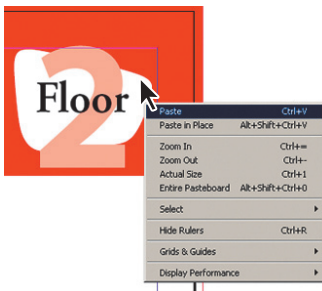 2
Floor
Paste Ctrl+V
Paste in Place Alt+Shift+Ctrl+V
Zoom In Ctrl+=
Zoom Out Ctrl+-
Actual Size Ctrl+1
Entire Pasteboard Alt+Shift+Ctrl+0
Select
Hide Rulers Ctrl+R
Grids & Guides
Display Performance